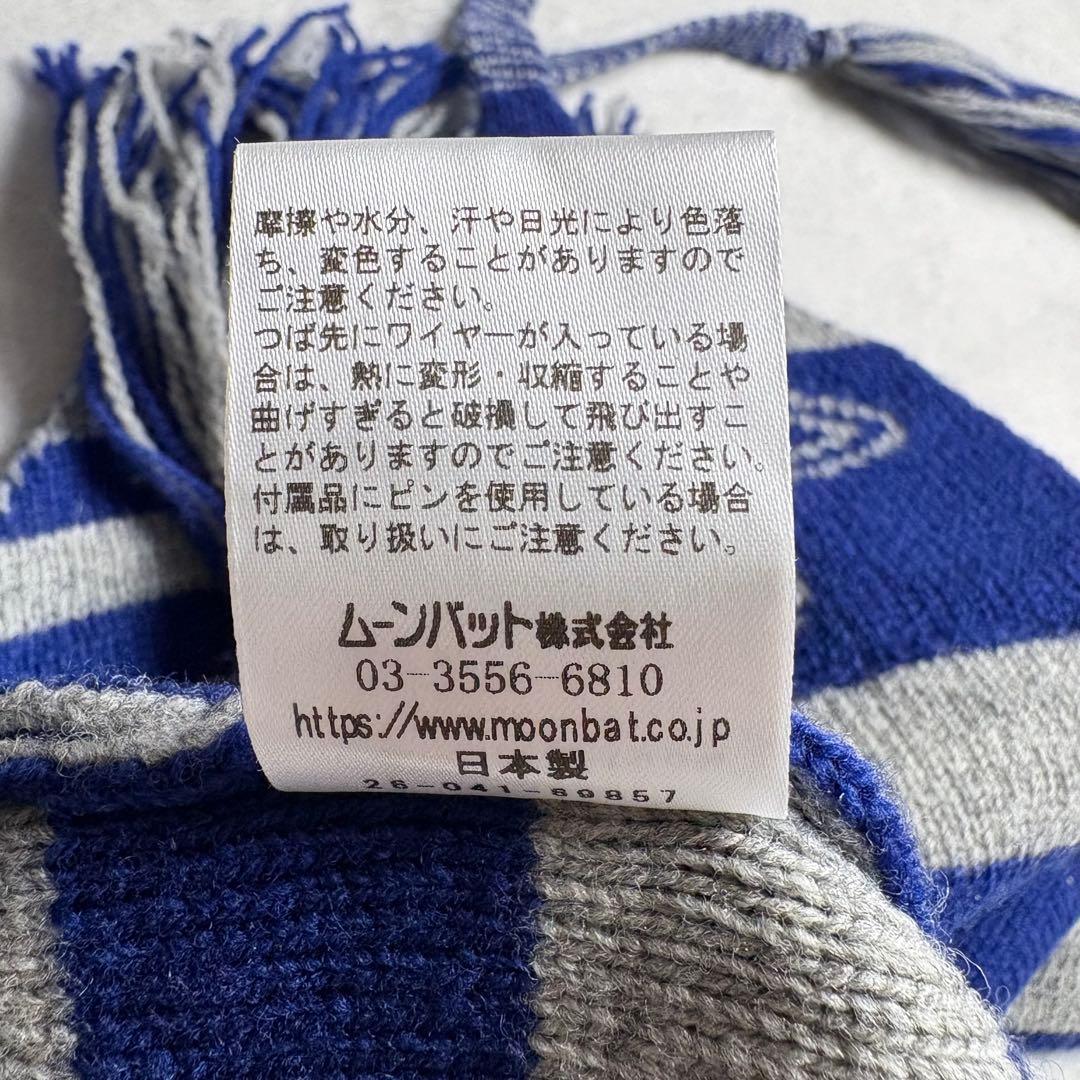 摩擦や水分、汗や日光により色落
ち、変色することがありますので
ご注意ください。
つば先にワイヤーが入っている場
合は、熱に変形・収縮することや
曲げすぎると破損して飛び出すこ
とがありますのでご注意ください。
付属品にピンを使用している場合
は、取り扱いにご注意ください。
ムーンバット株式会社
03-3556-6810
https://www.moonbat.co.jp
日本製
26-041-69857